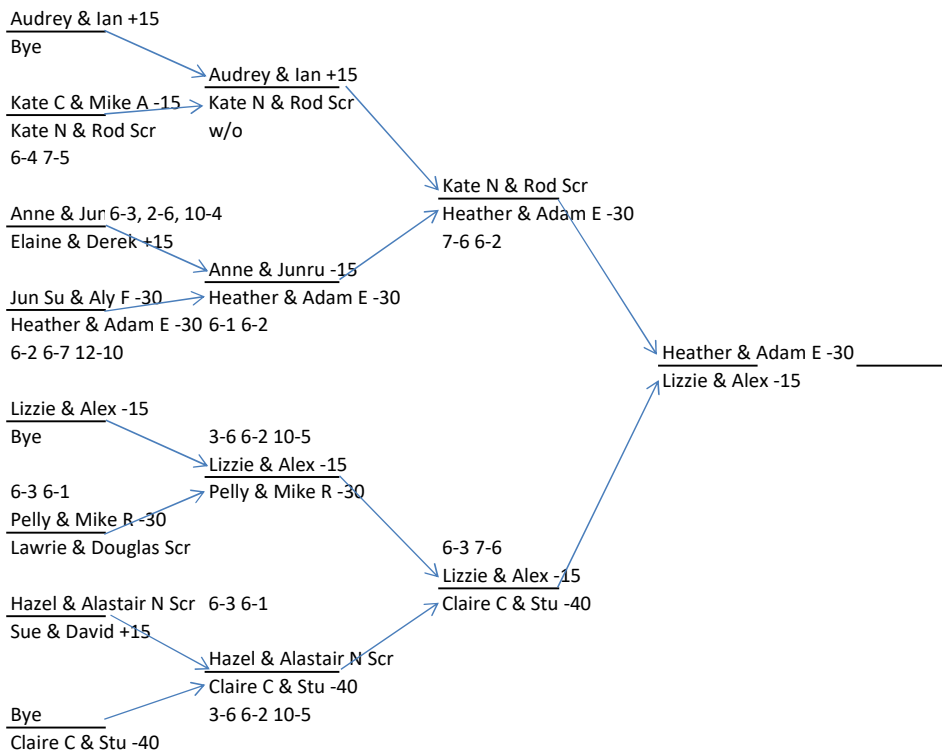 Audrey & Ian +15
Bye
Kate C & Mike A -15
Kate N & Rod Scr
6-4 7-5
Anne & Jur 6-3, 2-6, 10-4
Elaine & Derek +15
Jun Su & Aly F -30
Heather & Adam E -30
6-2 6-7 12-10
Lizzie & Alex -15
Bye
6-3 6-1
Pelly & Mike R -30
Lawrie & Douglas Scr
Hazel & Alastair N Scr
6-3 6-1
Sue & David +15
Bye
Claire C & Stu -40
Audrey & Ian +15
Kate N & Rod Scr
w/o
Anne & Junru -15
Heather & Adam E -30
6-1 6-2
3-6 6-2 10-5
Lizzie & Alex -15
Pelly & Mike R -30
Hazel & Alastair N Scr
Claire C & Stu -40
3-6 6-2 10-5
Kate N & Rod Scr
Heather & Adam E -30
7-6 6-2
6-3 7-6
Lizzie & Alex -15
Claire C & Stu -40
Heather & Adam E -30
Lizzie & Alex -15